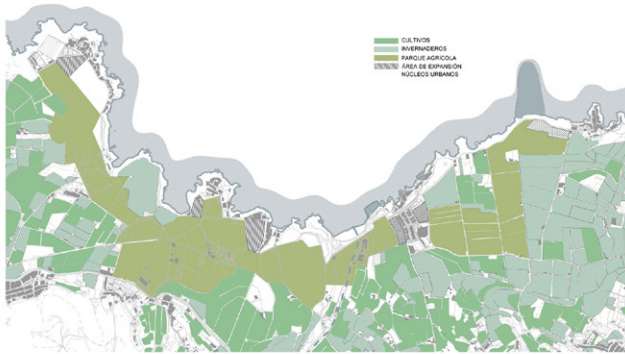 CULTIVOS
INVERNADEROS
PARQUE AGRÍCOLA
ÁREA DE EXPANSIÓN
NÚCLEOS URBANOS